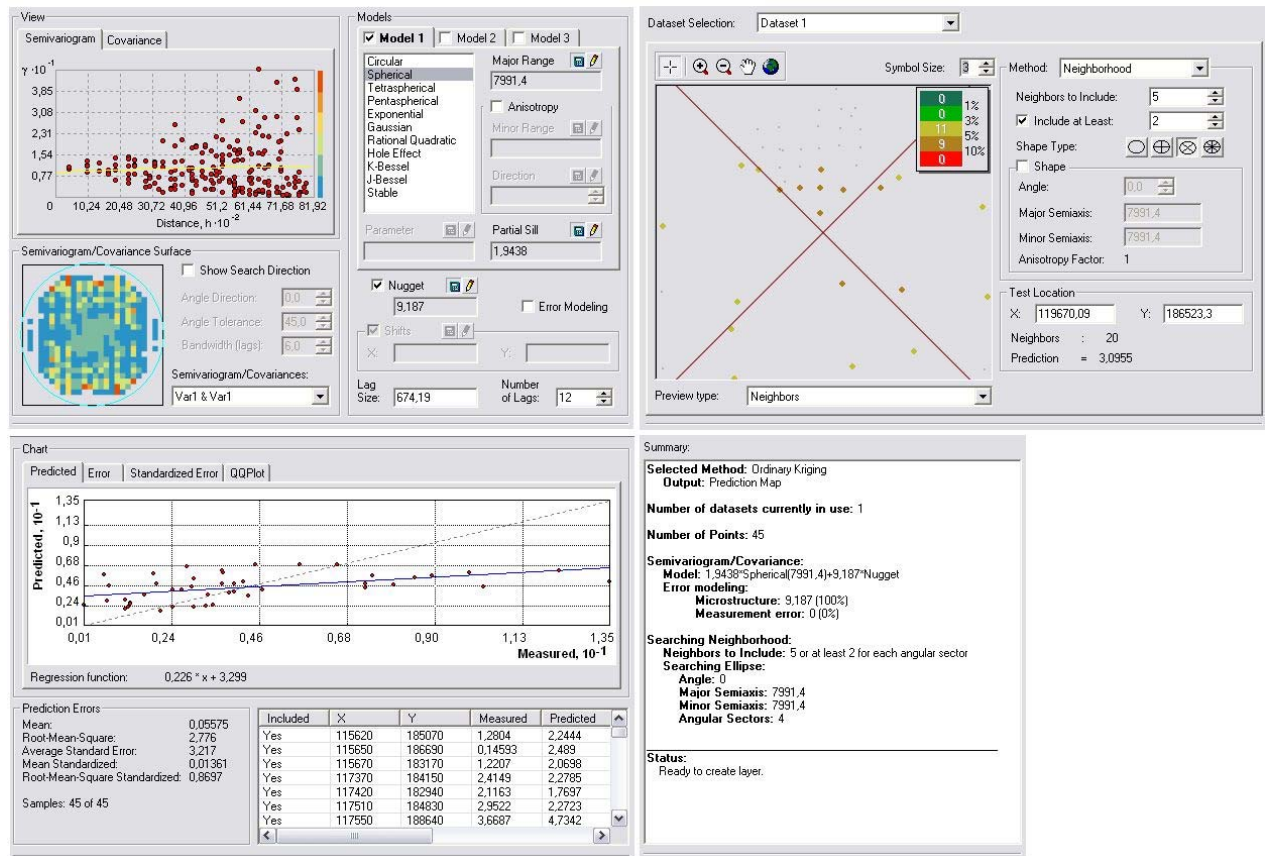 View
Semivariogram Covariance
γ·10⁻¹
3,85
3,08
2,31
1,54
0,77
0 10,24 20,48 30,72 40,96 51,2 61,44 71,68 81,92
Distance, h·10⁻²
Semivariogram/Covariance Surface
Show Search Direction
Angle Direction: 0,0
Angle Tolerance: 45,0
Bandwidth (lags): 6,0
Semivariogram/Covariances:
Var1 & Var1
Models
Model 1 Model 2 Model 3
Circular
Spherical
Tetraspherical
Pentaspherical
Exponential
Gaussian
Rational Quadratic
Hole Effect
K-Bessel
J-Bessel
Stable
Major Range
7991,4
Anisotropy
Minor Range
Direction
Parameter
Partial Sill
1,9438
Nugget
9,187
Error Modeling
Shifts
X: Y:
Lag Size: 674,19
Number of Lags: 12
Dataset Selection: Dataset 1
Symbol Size: 3
0
0
11
9
0
1%
3%
5%
10%
Preview type: Neighbors
Method: Neighborhood
Neighbors to Include: 5
Include at Least: 2
Shape Type:
Shape
Angle: 0,0
Major Semiaxis: 7991,4
Minor Semiaxis: 7991,4
Anisotropy Factor: 1
Test Location
X: 119670,09 Y: 186523,3
Neighbors : 20
Prediction = 3,0955
Chart
Predicted Error Standardized Error QQPlot
Predicted, 10⁻¹
1,35
1,13
0,9
0,68
0,46
0,24
0,01
0,01 0,24 0,46 0,68 0,90 1,13 1,35
Measured, 10⁻¹
Regression function: 0,226 * x + 3,299
Prediction Errors
Mean: 0,05575
Root-Mean-Square: 2,776
Average Standard Error: 3,217
Mean Standardized: 0,01361
Root-Mean-Square Standardized: 0,8697
Samples: 45 of 45
Included X Y Measured Predicted
Yes 115620 185070 1,2804 2,2444
Yes 115650 186690 0,14593 2,489
Yes 115670 183170 1,2207 2,0698
Yes 117370 184150 2,4149 2,2785
Yes 117420 182940 2,1163 1,7697
Yes 117510 184830 2,9522 2,2723
Yes 117550 188640 3,6687 4,7342
Summary:
Selected Method: Ordinary Kriging
Output: Prediction Map
Number of datasets currently in use: 1
Number of Points: 45
Semivariogram/Covariance:
Model: 1,9438*Spherical(7991,4)+9,187*Nugget
Error modeling:
Microstructure: 9,187 (100%)
Measurement error: 0 (0%)
Searching Neighborhood:
Neighbors to Include: 5 or at least 2 for each angular sector
Searching Ellipse:
Angle: 0
Major Semiaxis: 7991,4
Minor Semiaxis: 7991,4
Angular Sectors: 4
Status:
Ready to create layer.